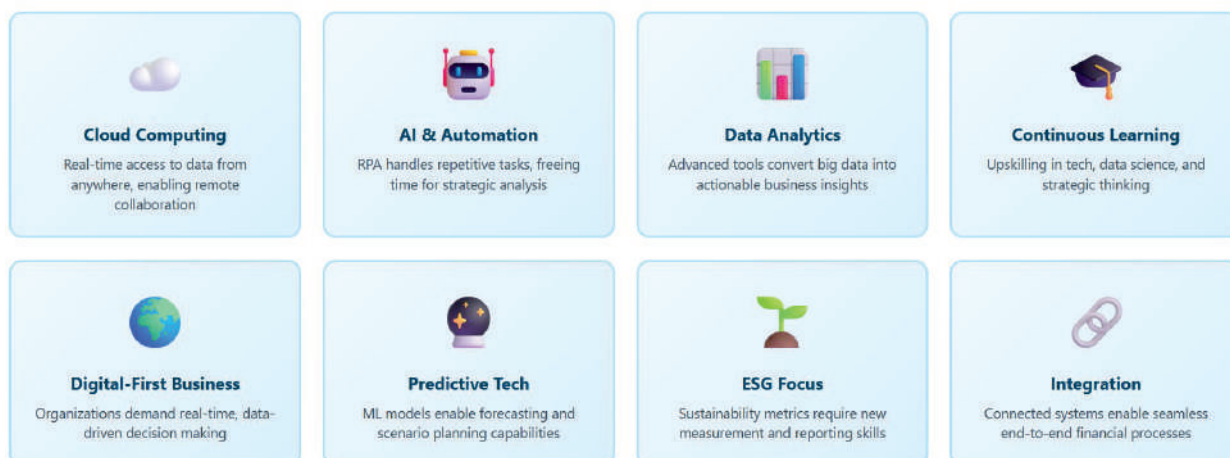 Cloud Computing
Real-time access to data from
anywhere, enabling remote
collaboration
AI & Automation
RPA handles repetitive tasks, freeing
time for strategic analysis
Data Analytics
Advanced tools convert big data into
actionable business insights
Continuous Learning
Upskilling in tech, data science, and
strategic thinking
Digital-First Business
Organizations demand real-time, data-
driven decision making
Predictive Tech
ML models enable forecasting and
scenario planning capabilities
ESG Focus
Sustainability metrics require new
measurement and reporting skills
Integration
Connected systems enable seamless
end-to-end financial processes